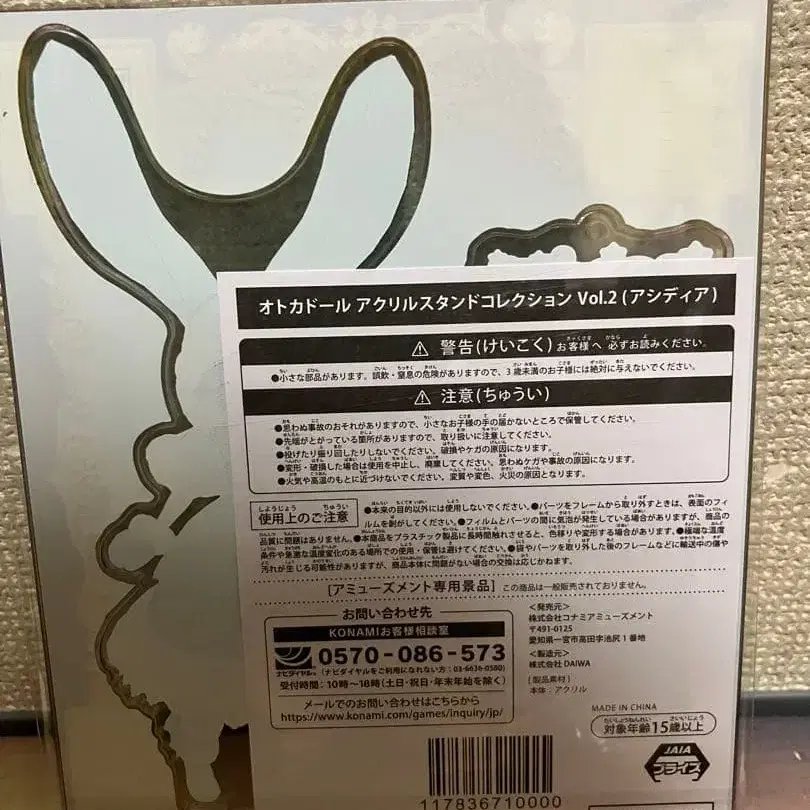 オトカドール アクリルスタンドコレクション Vol.2 (アシディア)
⚠ 警告(けいこく) お客様へ 必ずお読みください。
●小さな部品があります。誤飲・窒息の危険がありますので、3歳未満のお子様には絶対に与えないでください。
⚠ 注意(ちゅうい)
●思わぬ事故のおそれがありますので、小さなお子様の手の届かないところで保管してください。
●先端がとがっている箇所がありますので、取り扱いに注意してください。
●投げたり振り回したりしないでください。破損やケガの原因になります。
●変形・破損した場合は使用を中止し、廃棄してください。思わぬケガや事故の原因になります。
●火気や高温のもとに近づけないでください。変質や変色、火災の原因となります。
使用上のご注意 ●本来の目的以外には使用しないでください。●パーツをフレームから取り外すときは、表面のフィ
ルムを剥がしてください。●フィルムとパーツの間に気泡が発生している場合がありますが、商品の
品質に問題はありません。●本商品をプラスチック製品に長時間接触させると、色移りや変形する場合があります。●極端な温度
条件や急激な温度変化のある場所での使用・保管は避けてください。●袋やパーツを取り外した後のフレームなどに輸送中の傷や
汚れが生じる可能性がありますが、商品本体に問題がない場合の交換は応じかねます。
[アミューズメント専用景品] この商品は一般販売されておりません。
お問い合わせ先
KONAMIお客様相談室
ナビダイヤル 0570-086-573
(ナビダイヤルをご利用になれない方：03-6636-0580)
受付時間：10時～18時(土日・祝日・年末年始を除く)
メールでのお問い合わせはこちらから
https://www.konami.com/games/inquiry/jp/
<発売元>
株式会社コナミアミューズメント
〒491-0125
愛知県一宮市高田字池尻1番地
<製造元>
株式会社 DAIWA
[製品素材]
本体：アクリル
MADE IN CHINA
対象年齢15歳以上
JAIA
プライズ
117836710000